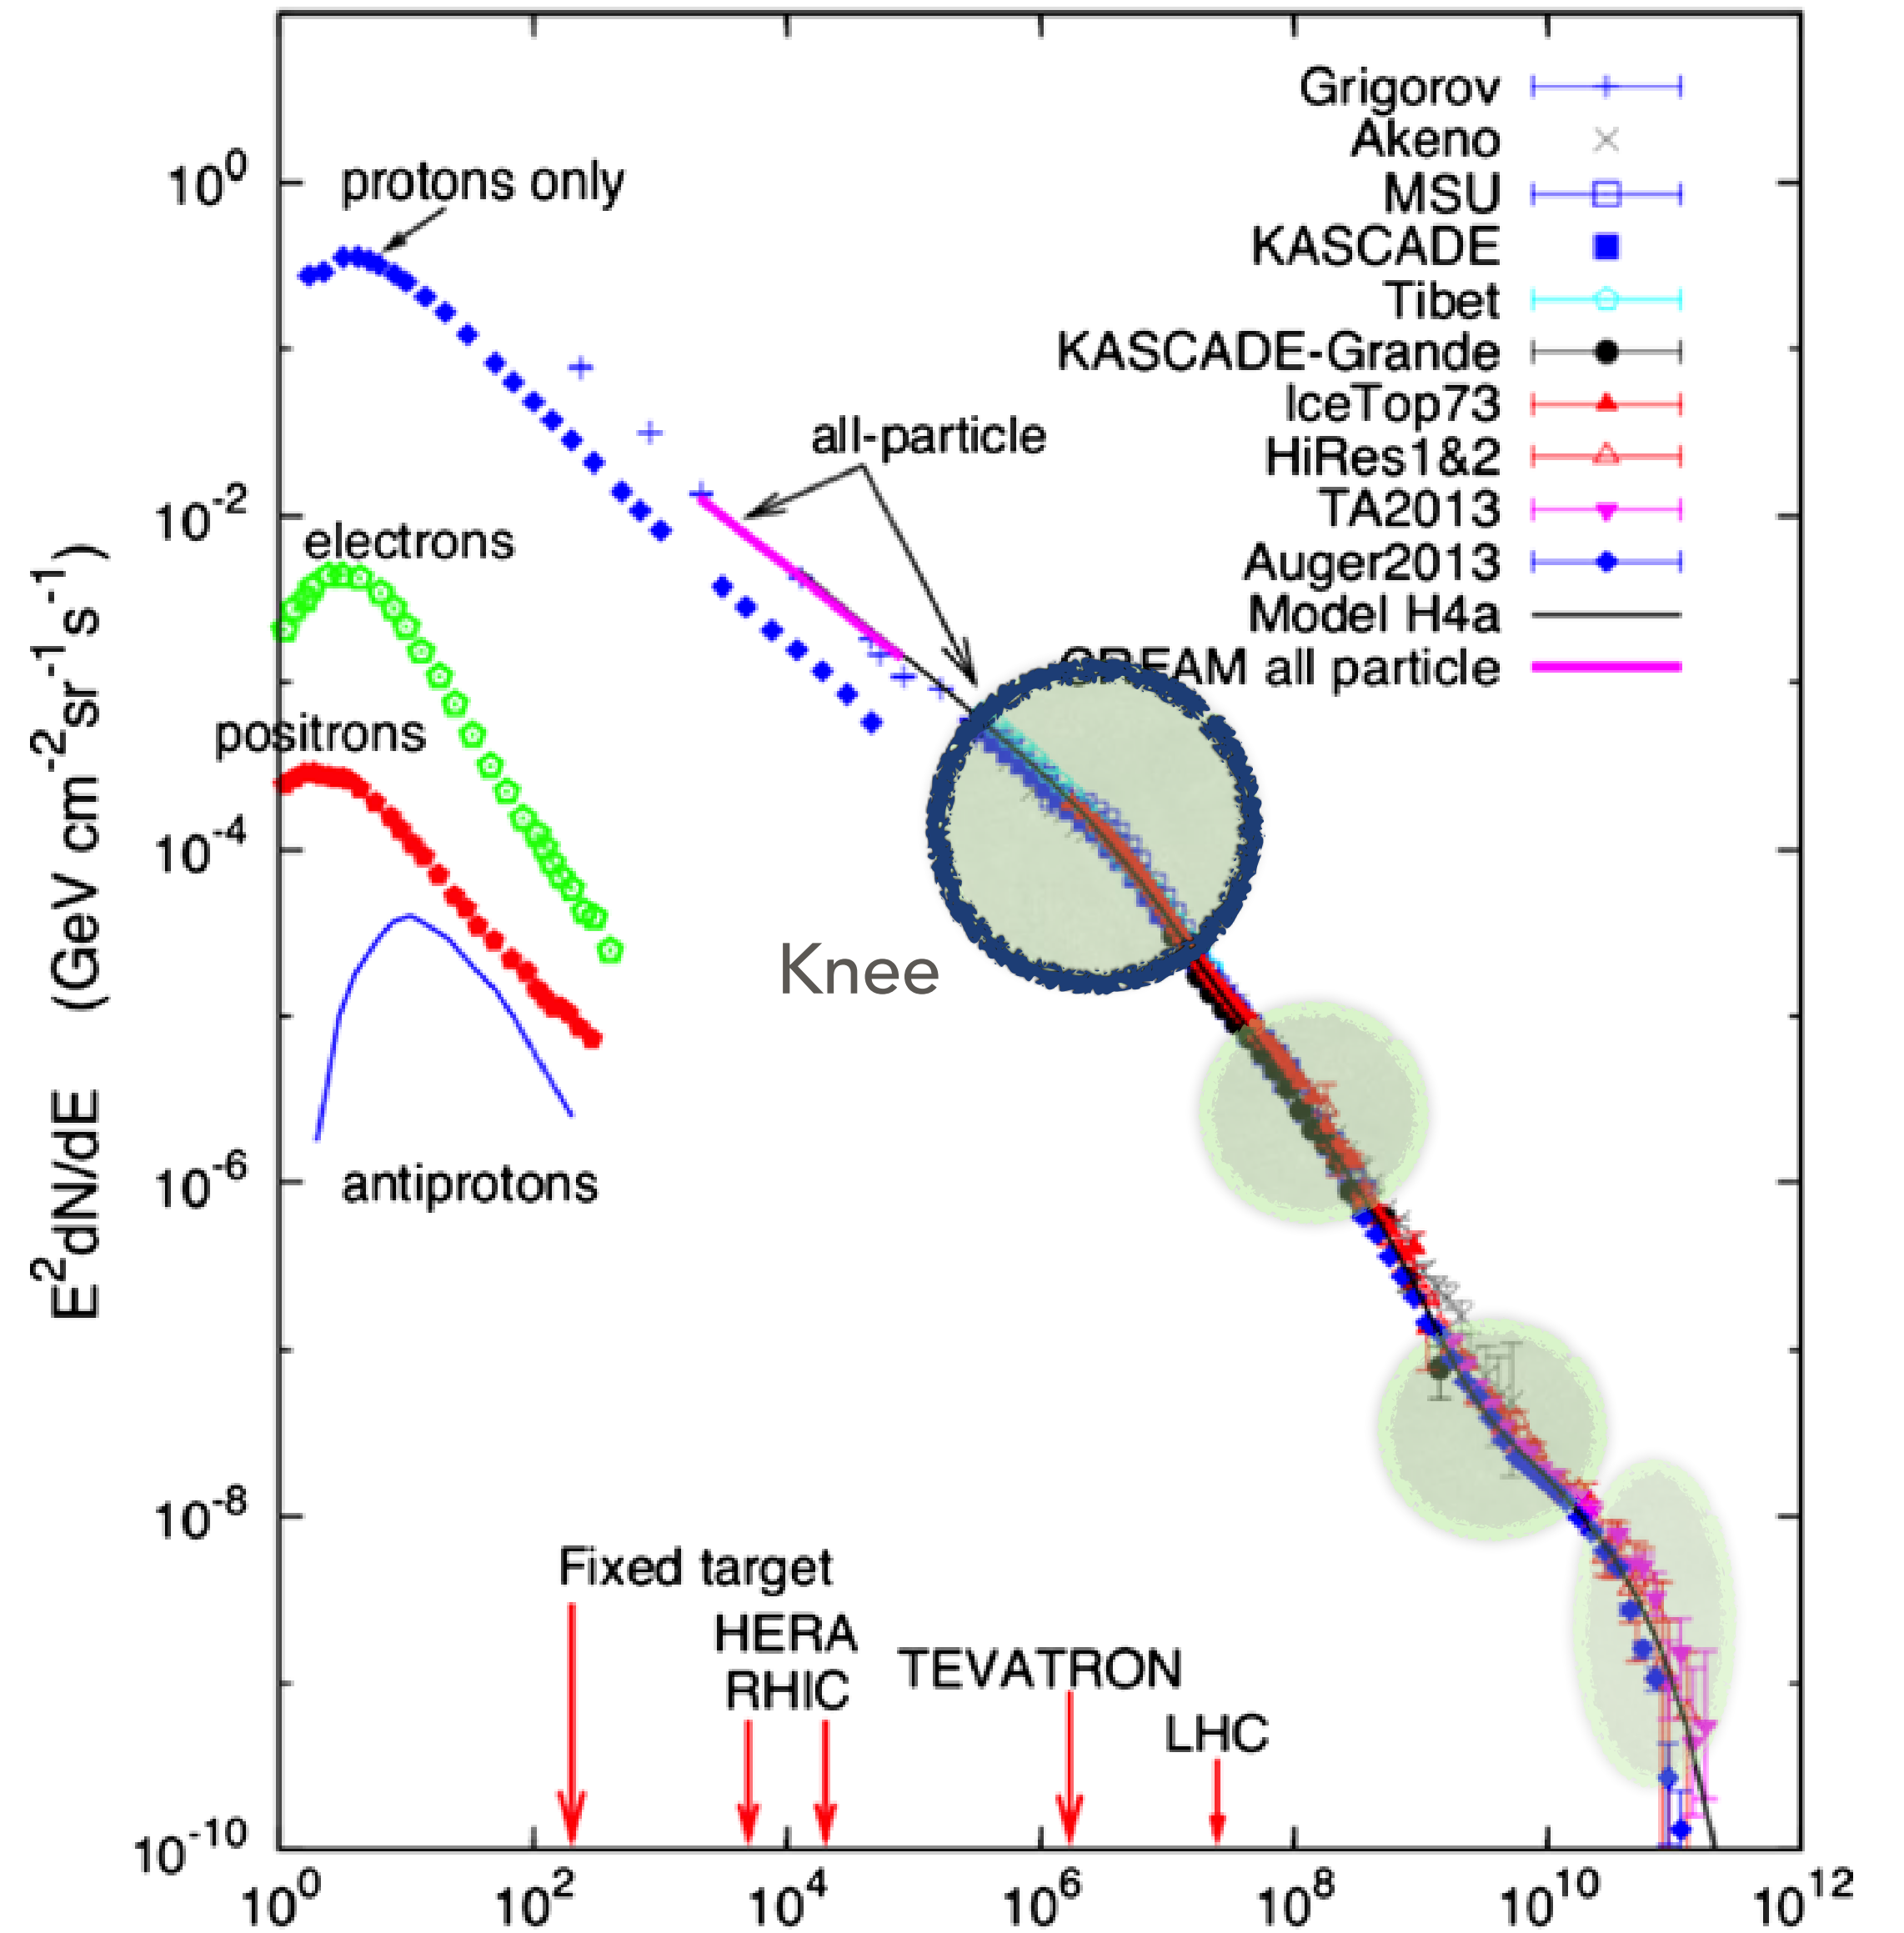 Grigorov
Akeno
MSU
KASCADE
Tibet
KASCADE-Grande
IceTop73
HiRes1&2
TA2013
Auger2013
Model H4a
CREAM all particle
protons only
all-particle
electrons
positrons
antiprotons
Knee
Fixed target
HERA
RHIC
TEVATRON
LHC
E²dN/dE (GeV cm⁻²sr⁻¹s⁻¹)
10⁰
10⁻²
10⁻⁴
10⁻⁶
10⁻⁸
10⁻¹⁰
10⁰ 10² 10⁴ 10⁶ 10⁸ 10¹⁰ 10¹²